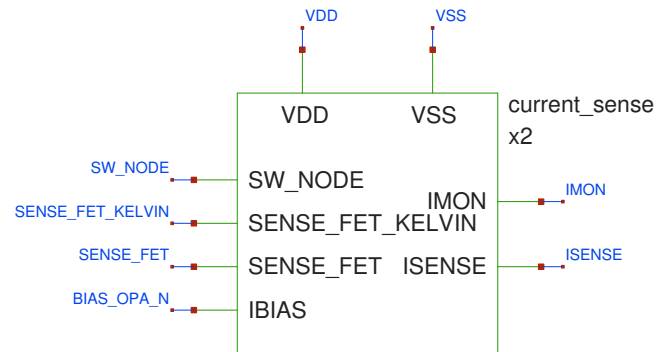 VDD VSS
VDD VSS current_sense
x2
SW_NODE SW_NODE
IMON IMON
SENSE_FET_KELVIN SENSE_FET_KELVIN
SENSE_FET SENSE_FET ISENSE ISENSE
BIAS_OPA_N IBIAS